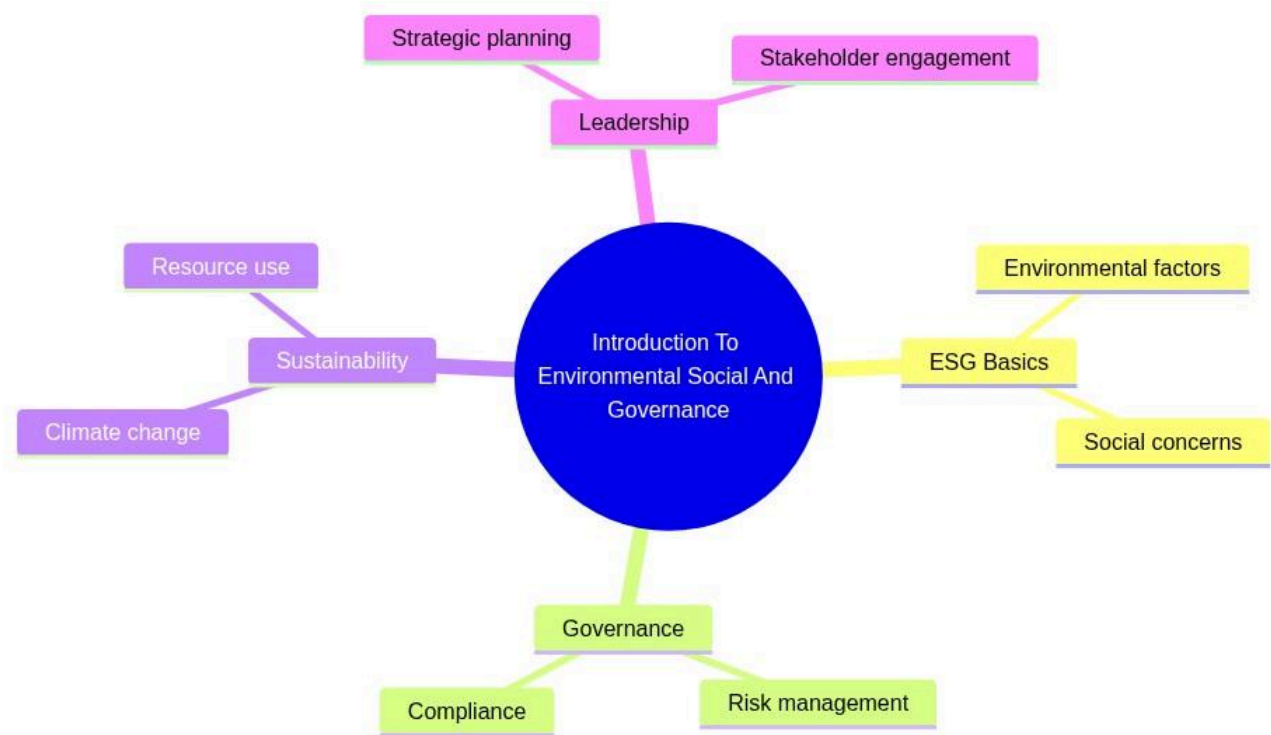 Strategic planning
Stakeholder engagement
Leadership
Resource use
Environmental factors
Introduction To
Environmental Social And
Governance
Sustainability
ESG Basics
Climate change
Social concerns
Governance
Compliance
Risk management